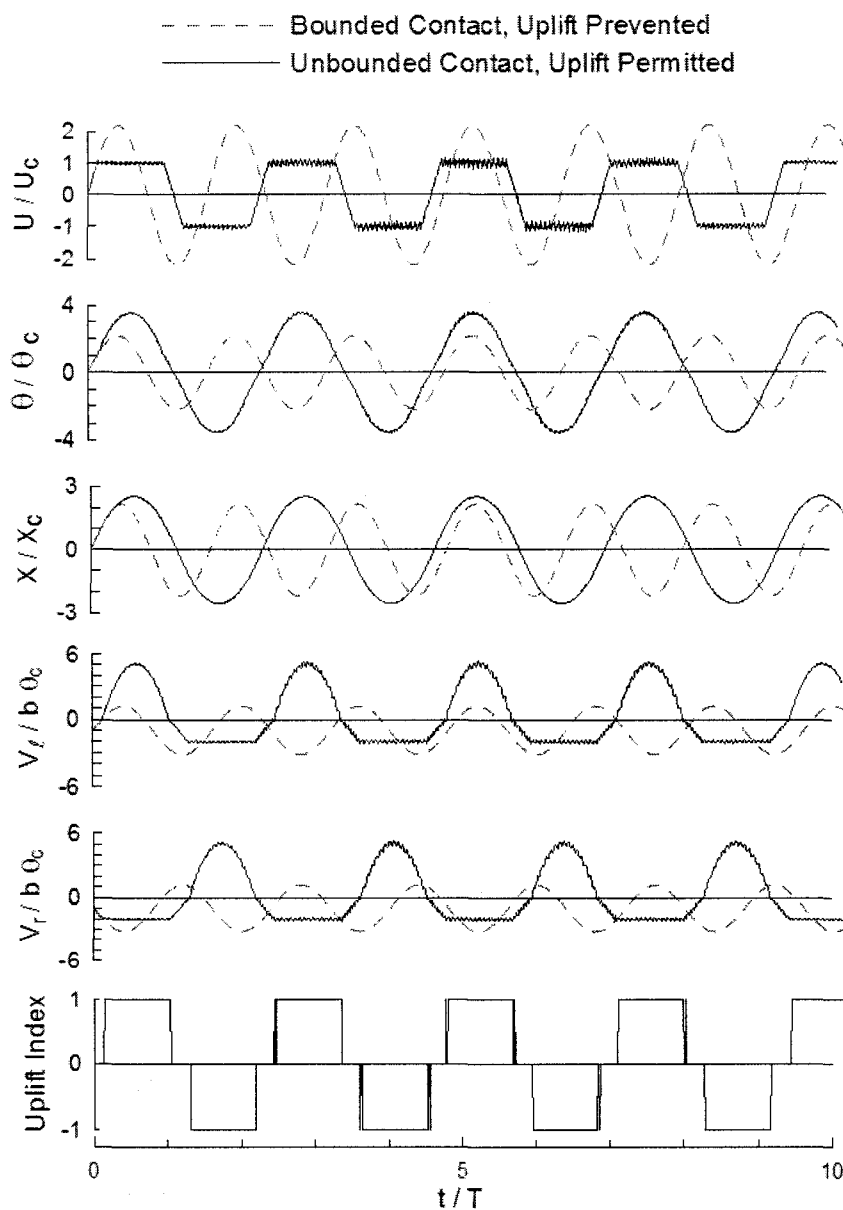 Bounded Contact, Uplift Prevented
Unbounded Contact, Uplift Permitted
U / Uc
2
1
0
-1
-2
θ / θc
4
0
-4
X / Xc
3
0
-3
Vℓ / b θc
6
0
-6
Vr / b θc
6
0
-6
Uplift Index
1
0
-1
0
5
10
t / T